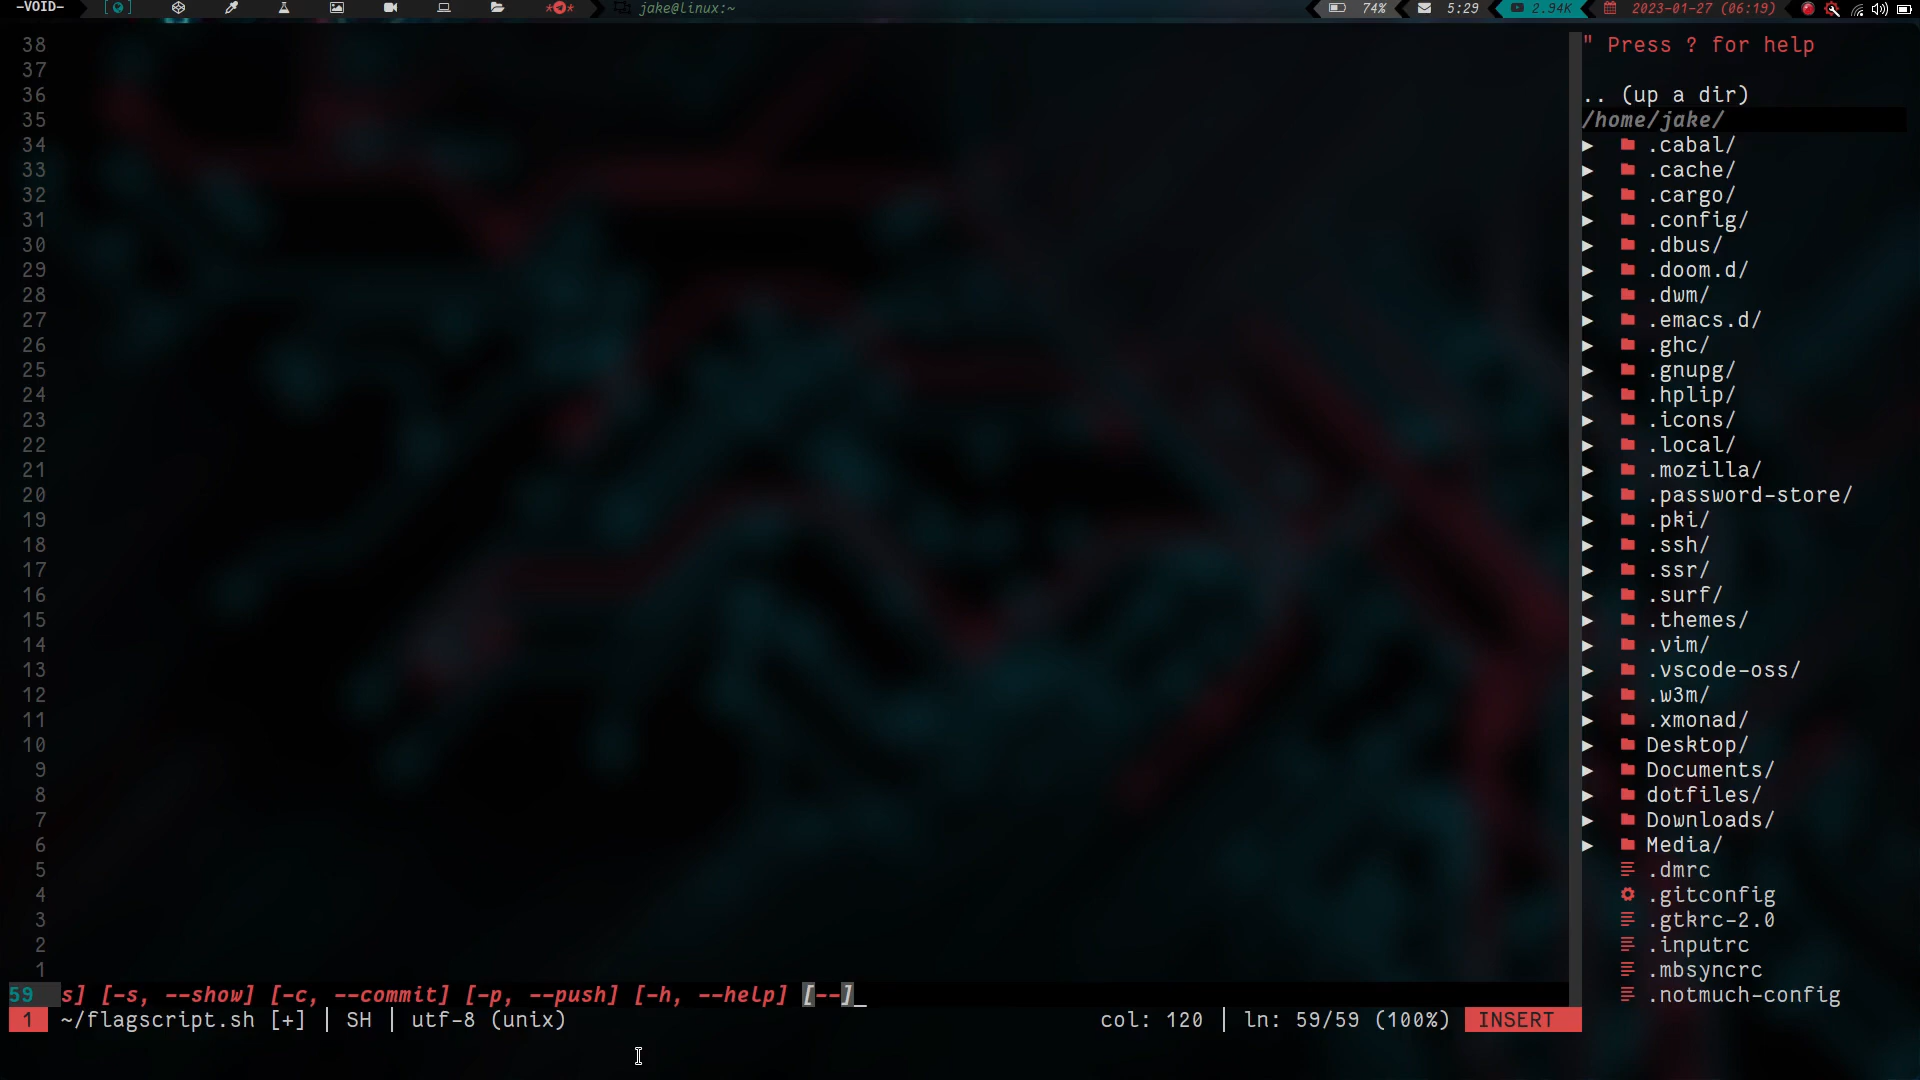 -VOID-
jake@linux:~
74%
5:29
2.94K
2023-01-27 (06:19)
38
37
36
35
34
33
32
31
30
29
28
27
26
25
24
23
22
21
20
19
18
17
16
15
14
13
12
11
10
9
8
7
6
5
4
3
2
1
59 s] [-s, --show] [-c, --commit] [-p, --push] [-h, --help] [--]_
1 ~/flagscript.sh [+] | SH | utf-8 (unix) col: 120 | ln: 59/59 (100%) INSERT
" Press ? for help
.. (up a dir)
/home/jake/
▸ .cabal/
▸ .cache/
▸ .cargo/
▸ .config/
▸ .dbus/
▸ .doom.d/
▸ .dwm/
▸ .emacs.d/
▸ .ghc/
▸ .gnupg/
▸ .hplip/
▸ .icons/
▸ .local/
▸ .mozilla/
▸ .password-store/
▸ .pki/
▸ .ssh/
▸ .ssr/
▸ .surf/
▸ .themes/
▸ .vim/
▸ .vscode-oss/
▸ .w3m/
▸ .xmonad/
▸ Desktop/
▸ Documents/
▸ dotfiles/
▸ Downloads/
▸ Media/
.dmrc
.gitconfig
.gtkrc-2.0
.inputrc
.mbsyncrc
.notmuch-config